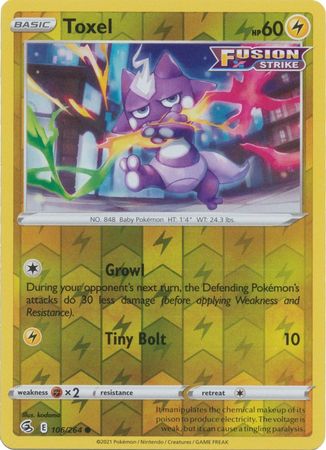 BASIC
Toxel
HP 60
FUSION
STRIKE
NO. 848 Baby Pokémon HT: 1'4" WT: 24.3 lbs.
Growl
During your opponent's next turn, the Defending Pokémon's
attacks do 30 less damage (before applying Weakness and
Resistance).
Tiny Bolt 10
weakness ×2 resistance retreat
Illus. kodama
E 106/264
It manipulates the chemical makeup of its
poison to produce electricity. The voltage is
weak, but it can cause a tingling paralysis.
©2021 Pokémon / Nintendo / Creatures / GAME FREAK